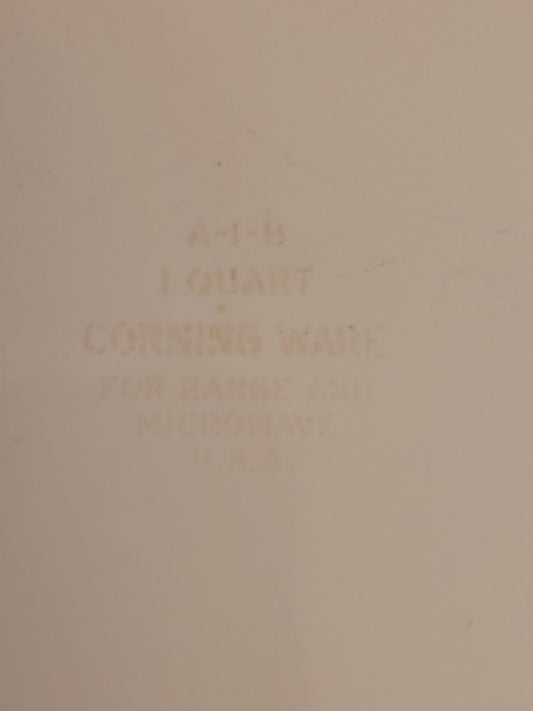 A-1-B
1 QUART
CORNING WARE
FOR RANGE AND
MICROWAVE
U.S.A.